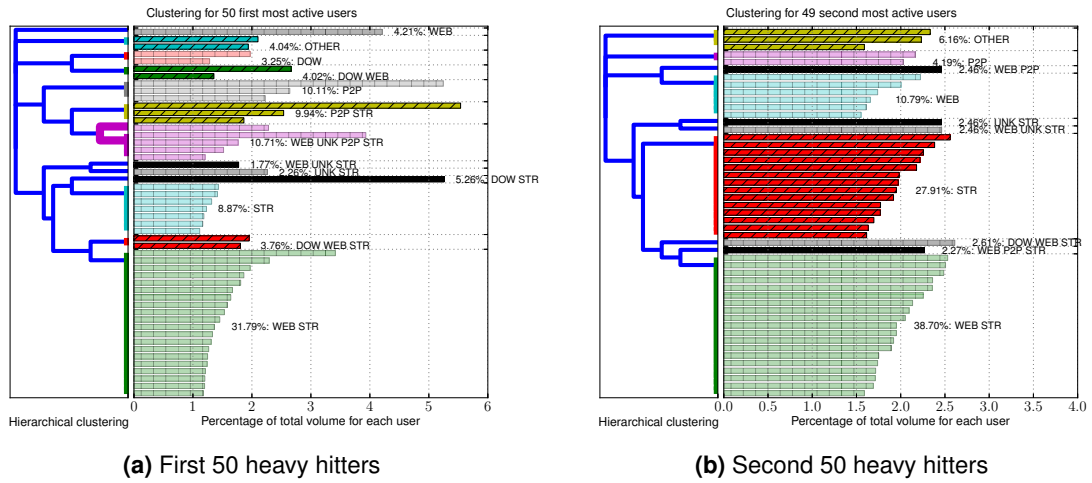 Clustering for 50 first most active users
4.21%: WEB
4.04%: OTHER
3.25%: DOW
4.02%: DOW WEB
10.11%: P2P
9.94%: P2P STR
10.71%: WEB UNK P2P STR
1.77%: WEB UNK STR
2.26%: UNK STR
5.26%: DOW STR
8.87%: STR
3.76%: DOW WEB STR
31.79%: WEB STR
0 1 2 3 4 5 6
Hierarchical clustering
Percentage of total volume for each user
(a) First 50 heavy hitters
Clustering for 49 second most active users
6.16%: OTHER
4.19%: P2P
2.46%: WEB P2P
10.79%: WEB
2.46%: UNK STR
2.46%: WEB UNK STR
27.91%: STR
2.61%: DOW WEB STR
2.27%: WEB P2P STR
38.70%: WEB STR
0.0 0.5 1.0 1.5 2.0 2.5 3.0 3.5 4.0
Hierarchical clustering
Percentage of total volume for each user
(b) Second 50 heavy hitters